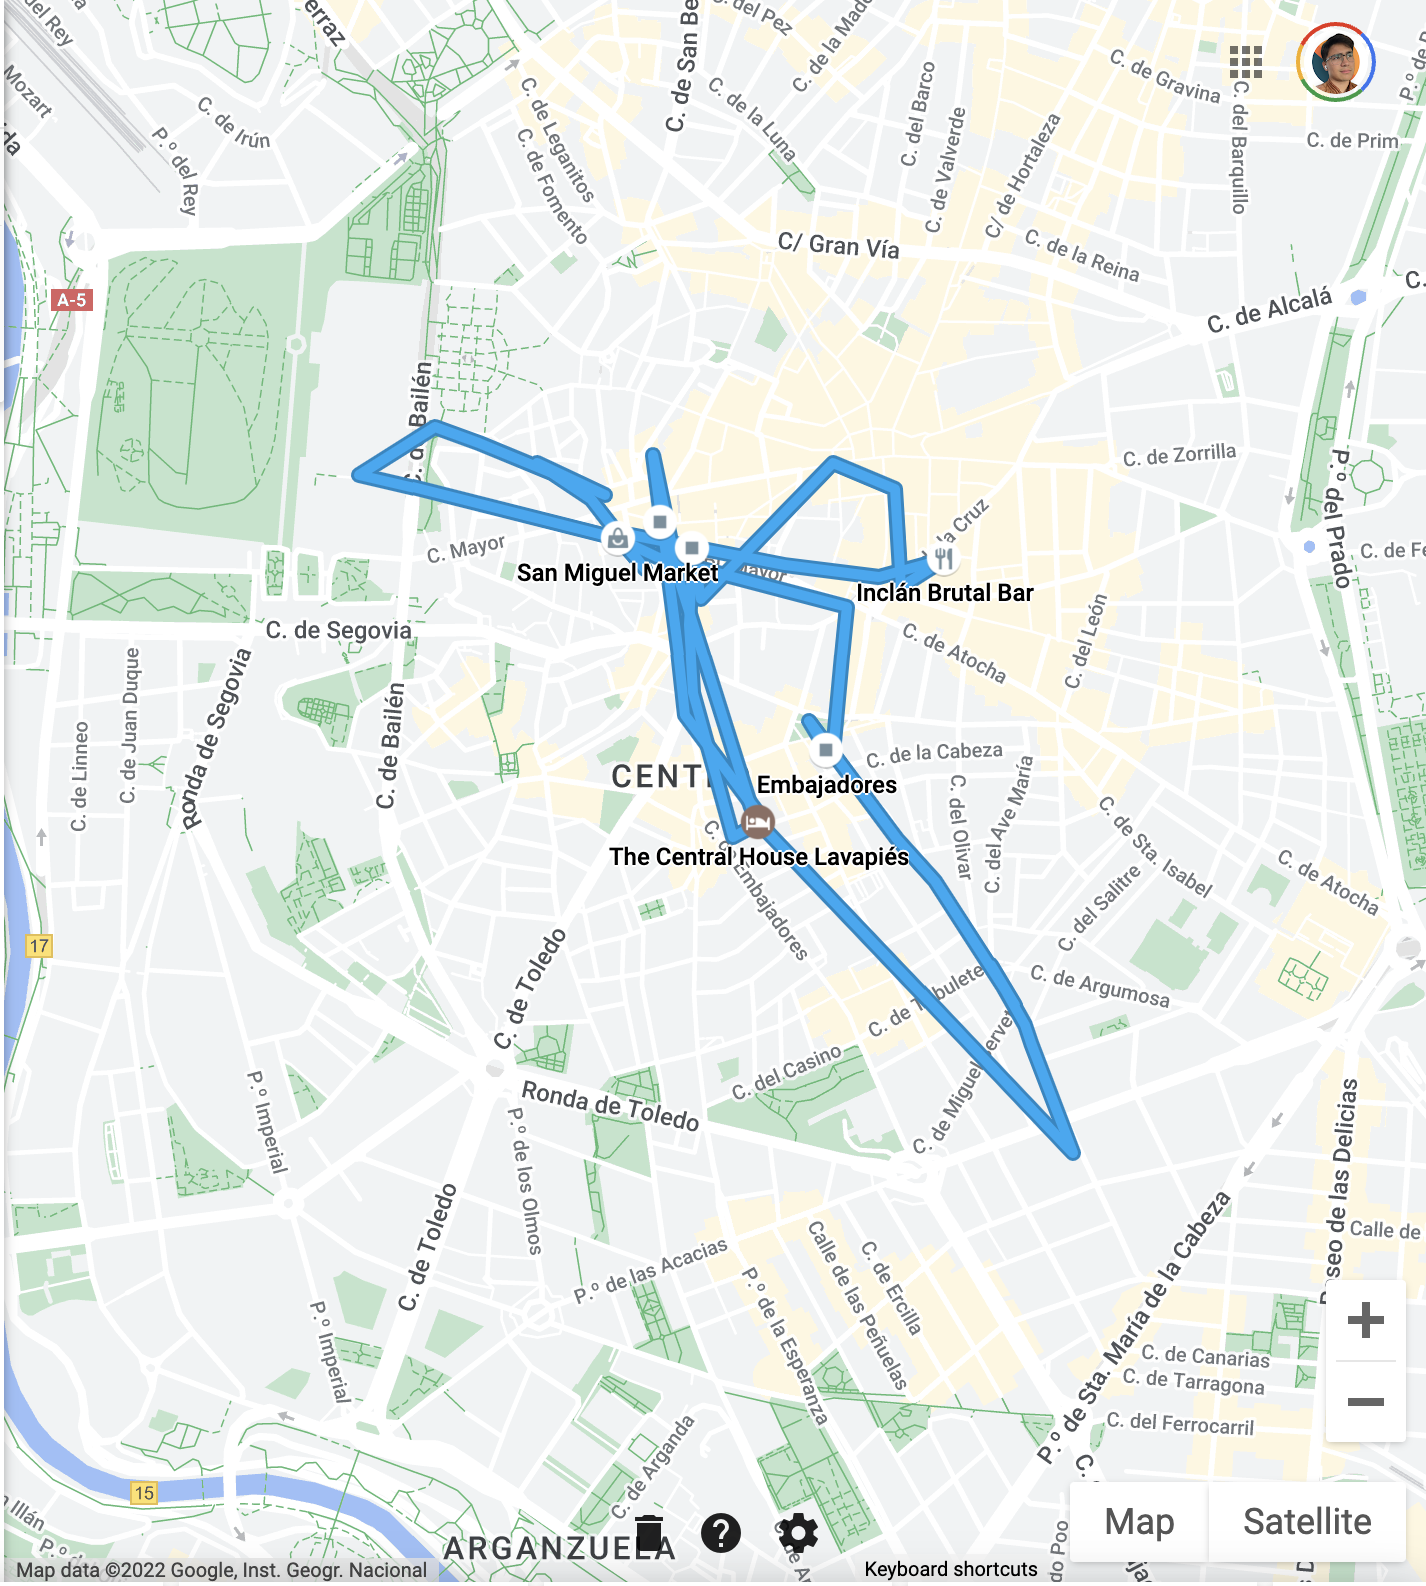 del Rey
erraz
C. de San Be
C. del Pez
C. de la Made
Mozart
C. de Irún
P.º del Rey
C. de Leganitos
C. de Fomento
C. de la Luna
C. del Barco
C. de Valverde
C/ de Hortaleza
C. de Gravina
C. del Barquillo
C. de Prim
da
C/ Gran Vía
C. de la Reina
A-5
C. de Alcalá
C.
Bailén
C. de Zorrilla
P.º del Prado
C. de Fe
la Cruz
C. Mayor
San Miguel Market
Mayor
Inclán Brutal Bar
C. de Segovia
C. de Atocha
C. del León
C. de Juan Duque
C. de Linneo
Ronda de Segovia
C. de Bailén
C. de la Cabeza
CENT
Embajadores
C. del Olivar
C. del Ave María
C. de Sta. Isabel
C. de Atocha
The Central House Lavapiés
Embajadores
C. del Salitre
17
C. de Toledo
C. de Argumosa
C. del Casino
Ronda de Toledo
P.º Imperial
P.º de los Olmos
C. de Toledo
P.º de las Acacias
P.º Imperial
P.º de la Esperanza
Calle de las Peñuelas
C. de Ercilla
seo de las Delicias
Calle de
P.º de Sta. María de la Cabeza
C. de Canarias
C. de Tarragona
C. del Ferrocarril
C. de Arganda
15
Illán
ARGANZUELA
Map
Satellite
Map data ©2022 Google, Inst. Geogr. Nacional
Keyboard shortcuts